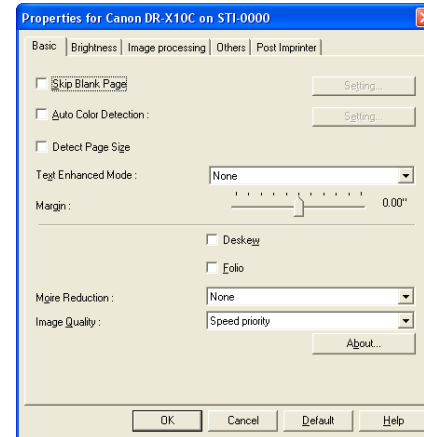 Properties for Canon DR-X10C on STI-0000
Basic Brightness Image processing Others Post Imprinter
Skip Blank Page Setting...
Auto Color Detection : Setting...
Detect Page Size
Text Enhanced Mode : None
Margin : 0.00"
Deskew
Folio
Moire Reduction : None
Image Quality : Speed priority
About...
OK Cancel Default Help